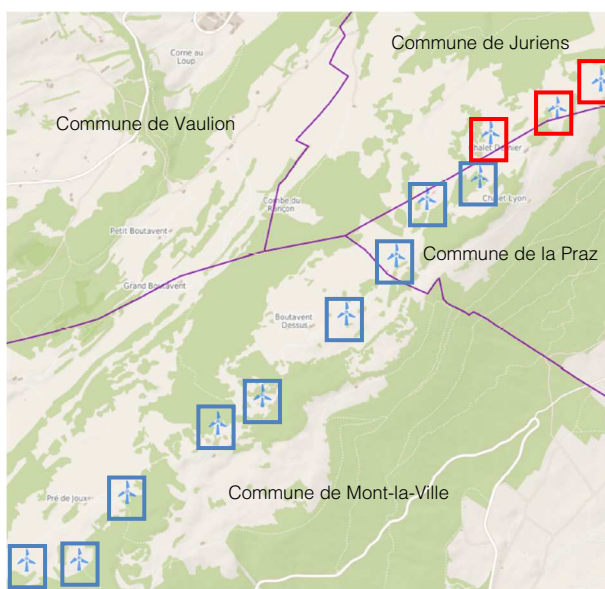 Commune de Juriens
Corne au
Loup
Commune de Vaulion
Chalet Dernier
Chalet-Lyon
Combe du
Rançon
Petit Boutavent
Commune de la Praz
Grand Boutavent
Boutavent
Dessus
Commune de Mont-la-Ville
Pré de Joux